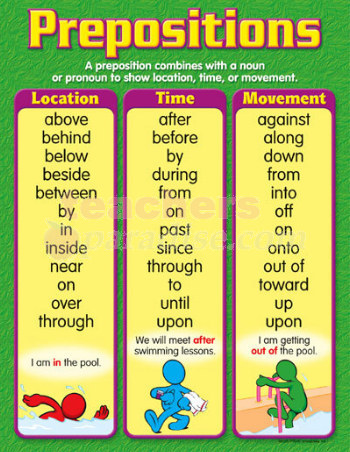 Prepositions
A preposition combines with a noun
or pronoun to show location, time, or movement.
Location
above
behind
below
beside
between
by
in
inside
near
on
over
through
I am in the pool.
Time
after
before
by
during
from
on
past
since
through
to
until
upon
We will meet after
swimming lessons.
Movement
against
along
down
from
into
off
on
onto
out of
toward
up
upon
I am getting
out of the pool.